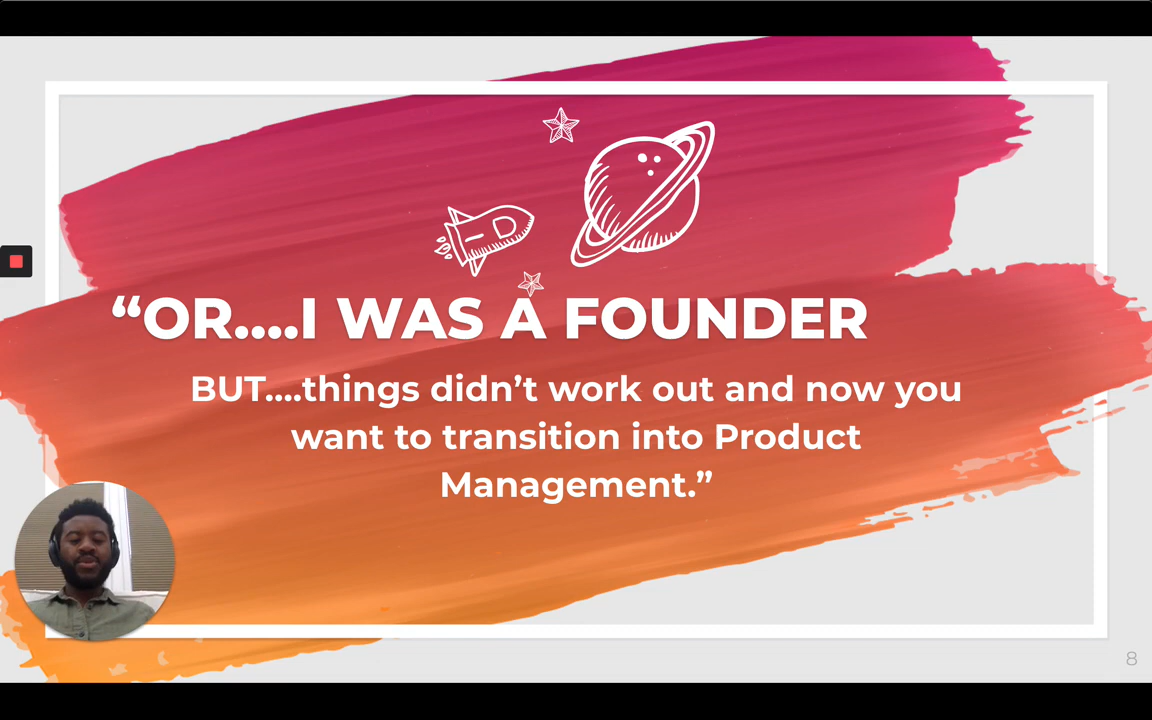 “OR....I WAS A FOUNDER
BUT....things didn’t work out and now you
want to transition into Product
Management.”
8